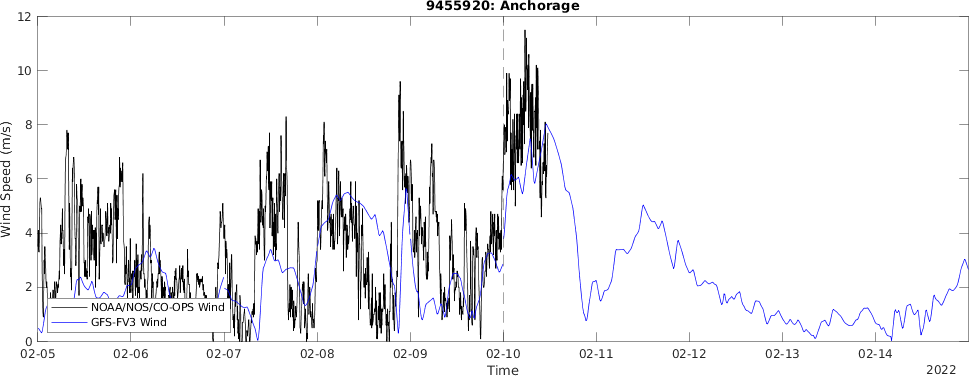 9455920: Anchorage
12
10
8
6
4
2
0
Wind Speed (m/s)
NOAA/NOS/CO-OPS Wind
GFS-FV3 Wind
02-05 02-06 02-07 02-08 02-09 02-10 02-11 02-12 02-13 02-14
Time
2022